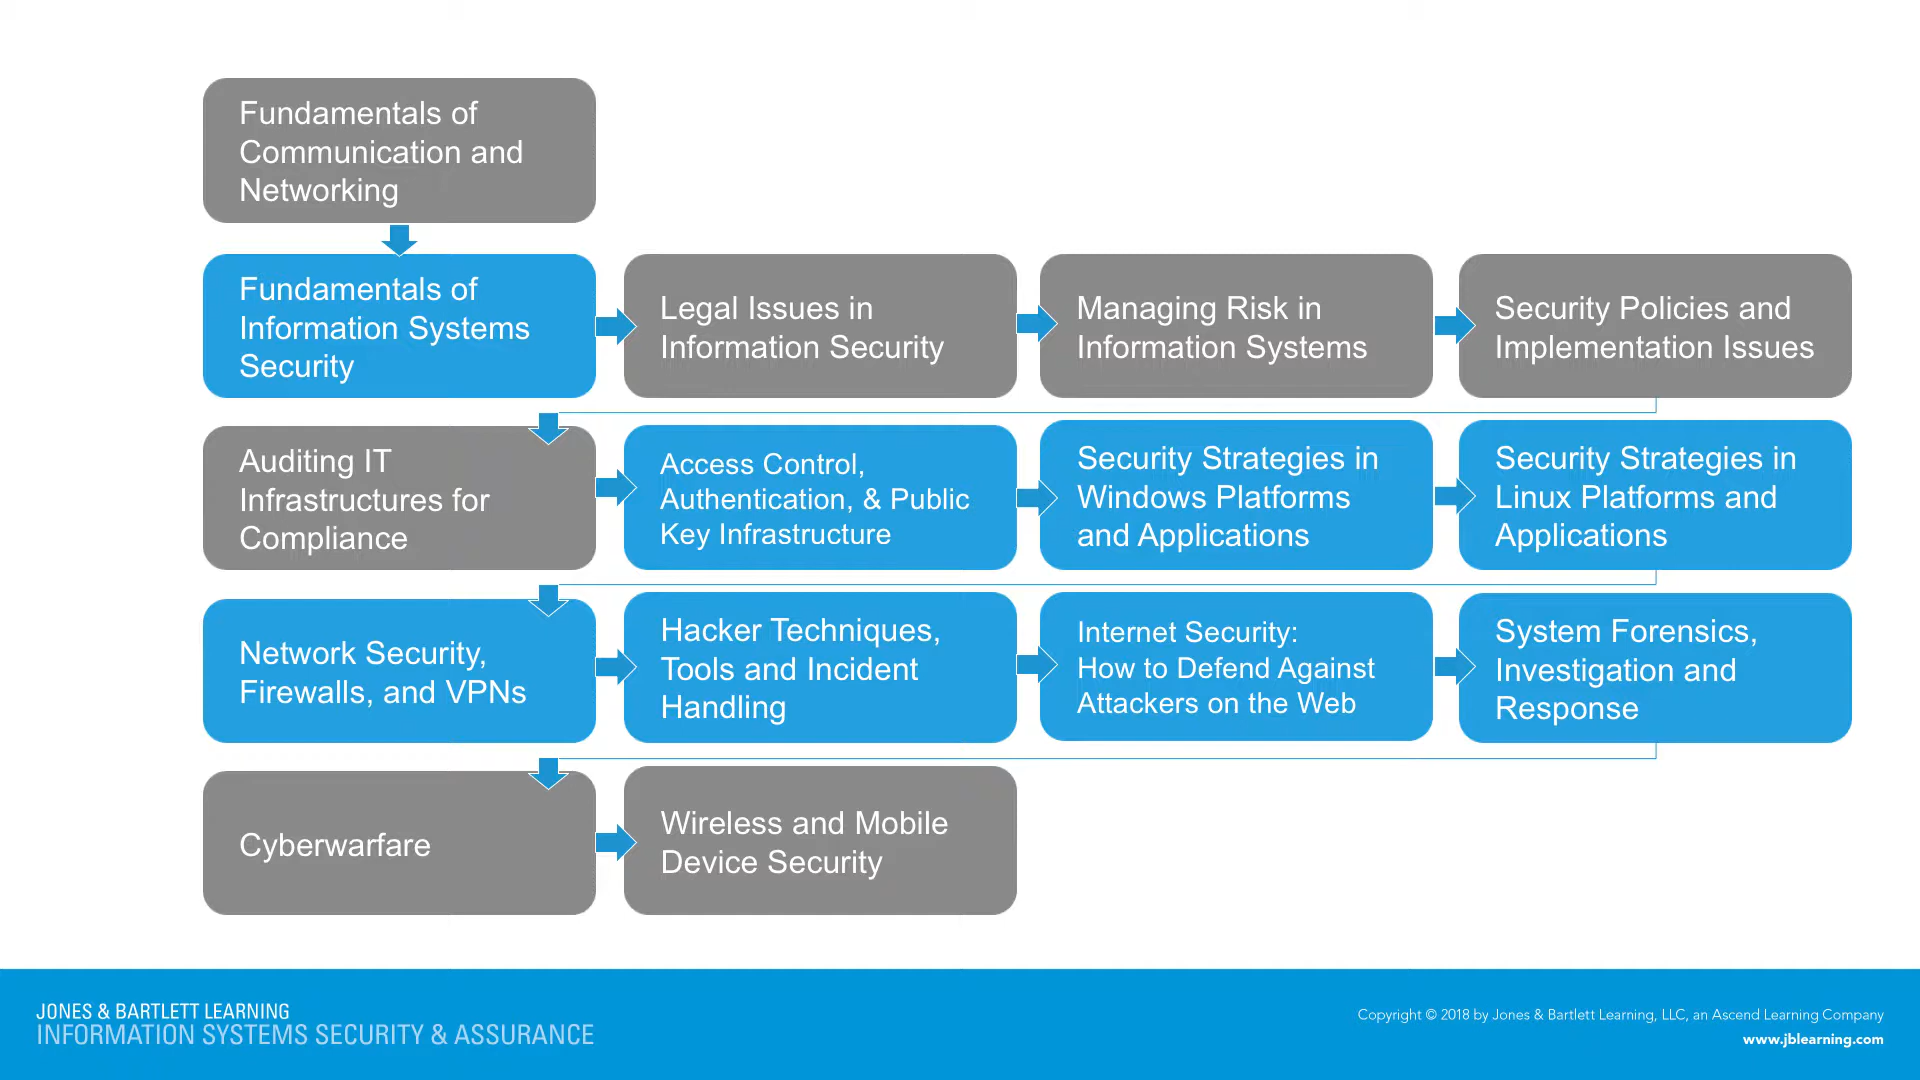 Fundamentals of
Communication and
Networking
Fundamentals of
Information Systems
Security
Legal Issues in
Information Security
Managing Risk in
Information Systems
Security Policies and
Implementation Issues
Auditing IT
Infrastructures for
Compliance
Access Control,
Authentication, & Public
Key Infrastructure
Security Strategies in
Windows Platforms
and Applications
Security Strategies in
Linux Platforms and
Applications
Network Security,
Firewalls, and VPNs
Hacker Techniques,
Tools and Incident
Handling
Internet Security:
How to Defend Against
Attackers on the Web
System Forensics,
Investigation and
Response
Cyberwarfare
Wireless and Mobile
Device Security
JONES & BARTLETT LEARNING
INFORMATION SYSTEMS SECURITY & ASSURANCE
Copyright © 2018 by Jones & Bartlett Learning, LLC, an Ascend Learning Company
www.jblearning.com